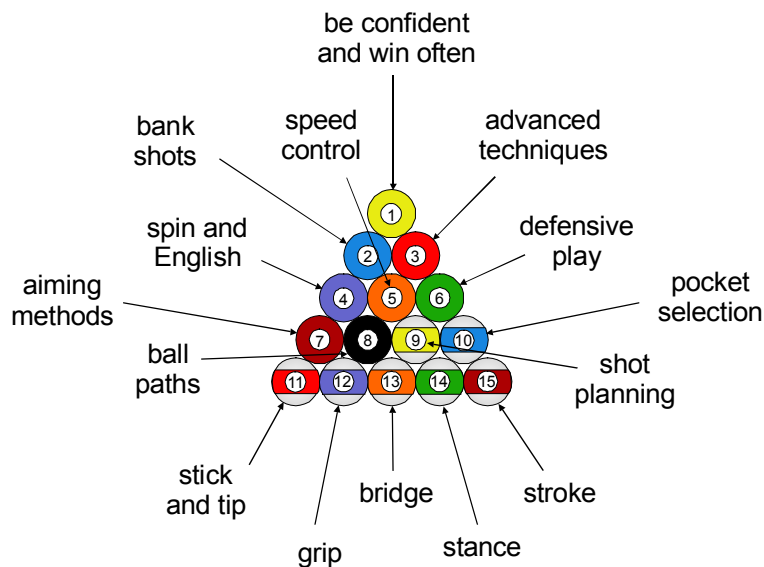 be confident
and win often
bank
shots
speed
control
advanced
techniques
1
spin and
English
2
3
defensive
play
aiming
methods
4
5
6
pocket
selection
ball
paths
7
8
9
10
shot
planning
11
12
13
14
15
stick
and tip
bridge
stroke
grip
stance